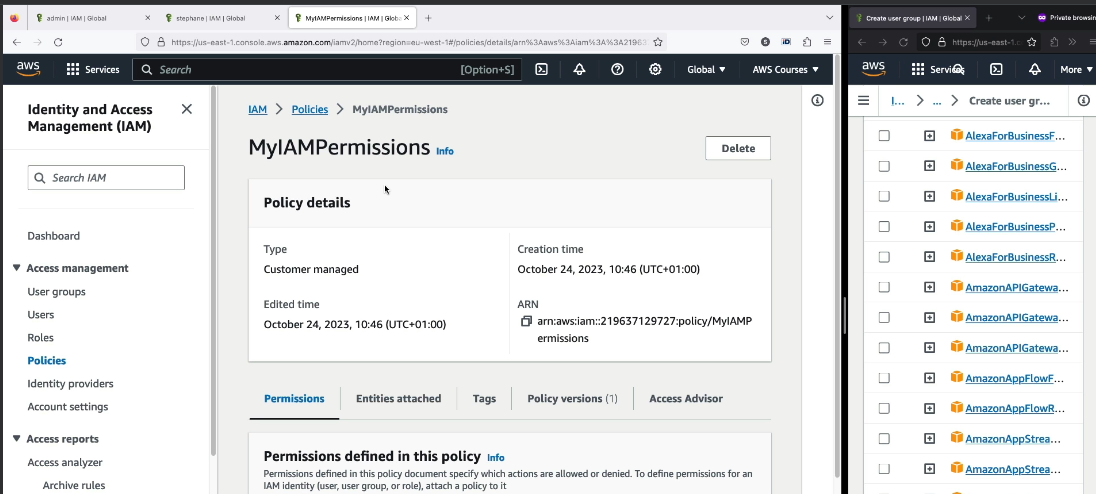 admin | IAM | Global
stephane | IAM | Global
MyIAMPermissions | IAM | Globa
https://us-east-1.console.aws.amazon.com/iamv2/home?region=eu-west-1#/policies/details/arn%3Aaws%3Aiam%3A%3A21963
aws
Services
Search
[Option+S]
Global
AWS Courses
Identity and Access
Management (IAM)
Search IAM
Dashboard
Access management
User groups
Users
Roles
Policies
Identity providers
Account settings
Access reports
Access analyzer
Archive rules
IAM > Policies > MyIAMPermissions
MyIAMPermissions Info
Delete
Policy details
Type
Customer managed
Creation time
October 24, 2023, 10:46 (UTC+01:00)
Edited time
October 24, 2023, 10:46 (UTC+01:00)
ARN
arn:aws:iam::219637129727:policy/MyIAMP
ermissions
Permissions
Entities attached
Tags
Policy versions (1)
Access Advisor
Permissions defined in this policy Info
Permissions defined in this policy document specify which actions are allowed or denied. To define permissions for an
IAM identity (user, user group, or role), attach a policy to it
Create user group | IAM | Global
Private browsin
https://us-east-1.c
aws
Services
More
I... > ... > Create user gr...
AlexaForBusinessF...
AlexaForBusinessG...
AlexaForBusinessLi...
AlexaForBusinessP...
AlexaForBusinessR...
AmazonAPIGatewa...
AmazonAPIGatewa...
AmazonAPIGatewa...
AmazonAppFlowF...
AmazonAppFlowR...
AmazonAppStrea...
AmazonAppStrea...